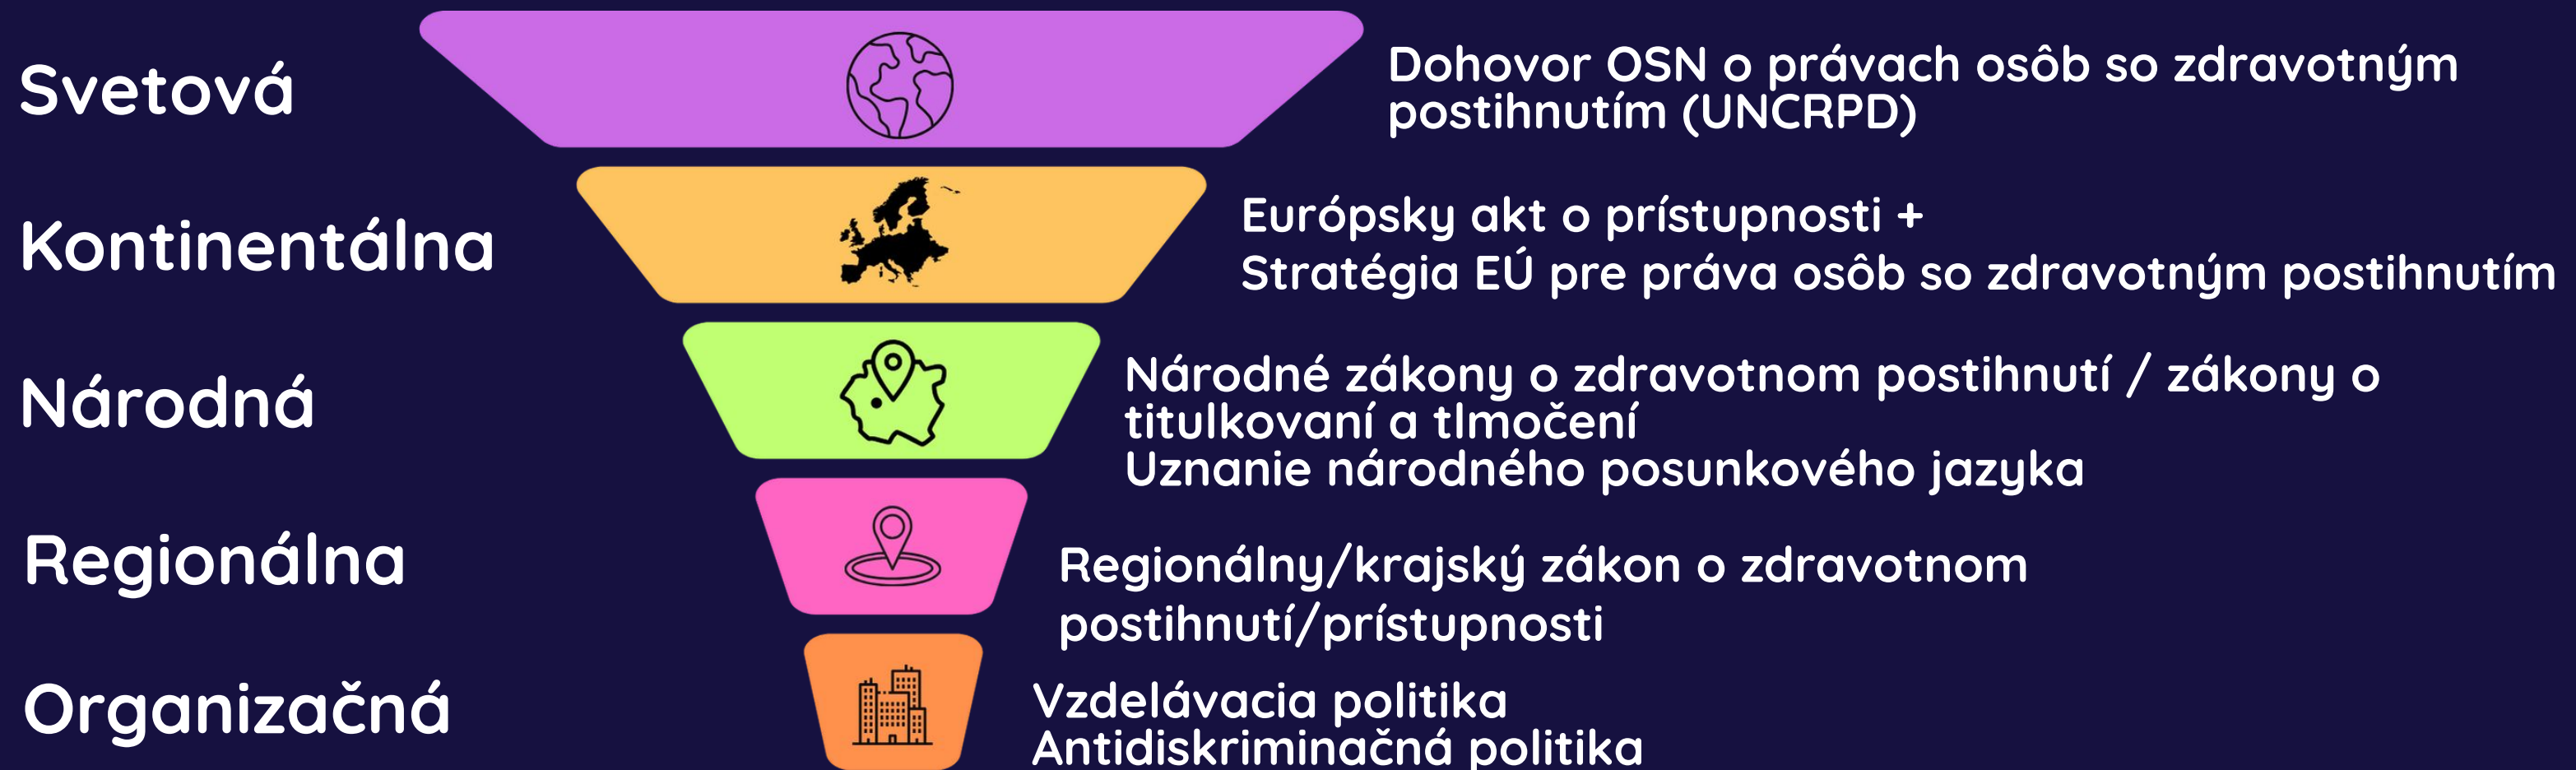 Svetová
Dohovor OSN o právach osôb so zdravotným
postihnutím (UNCRPD)
Kontinentálna
Európsky akt o prístupnosti +
Stratégia EÚ pre práva osôb so zdravotným postihnutím
Národná
Národné zákony o zdravotnom postihnutí / zákony o
titulkovaní a tlmočení
Uznanie národného posunkového jazyka
Regionálna
Regionálny/krajský zákon o zdravotnom
postihnutí/prístupnosti
Organizačná
Vzdelávacia politika
Antidiskriminačná politika